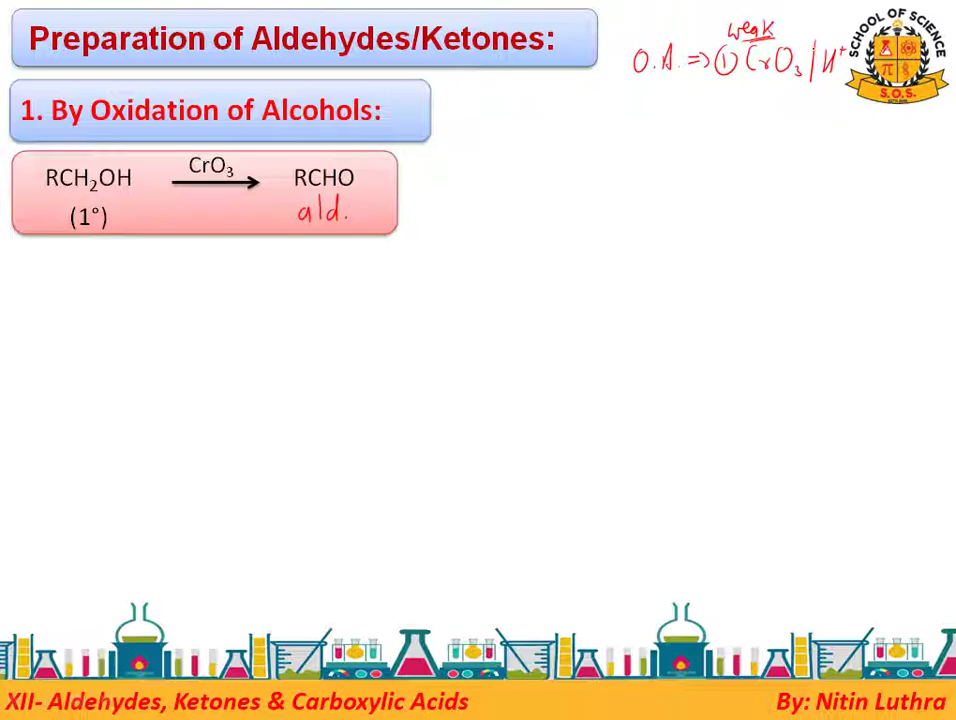 Preparation of Aldehydes/Ketones:
weak
O.A. => ① CrO₃ / H⁺
SCHOOL OF SCIENCE
π
S.O.S.
1. By Oxidation of Alcohols:
RCH₂OH CrO₃ RCHO
(1°) ald.
XII- Aldehydes, Ketones & Carboxylic Acids
By: Nitin Luthra